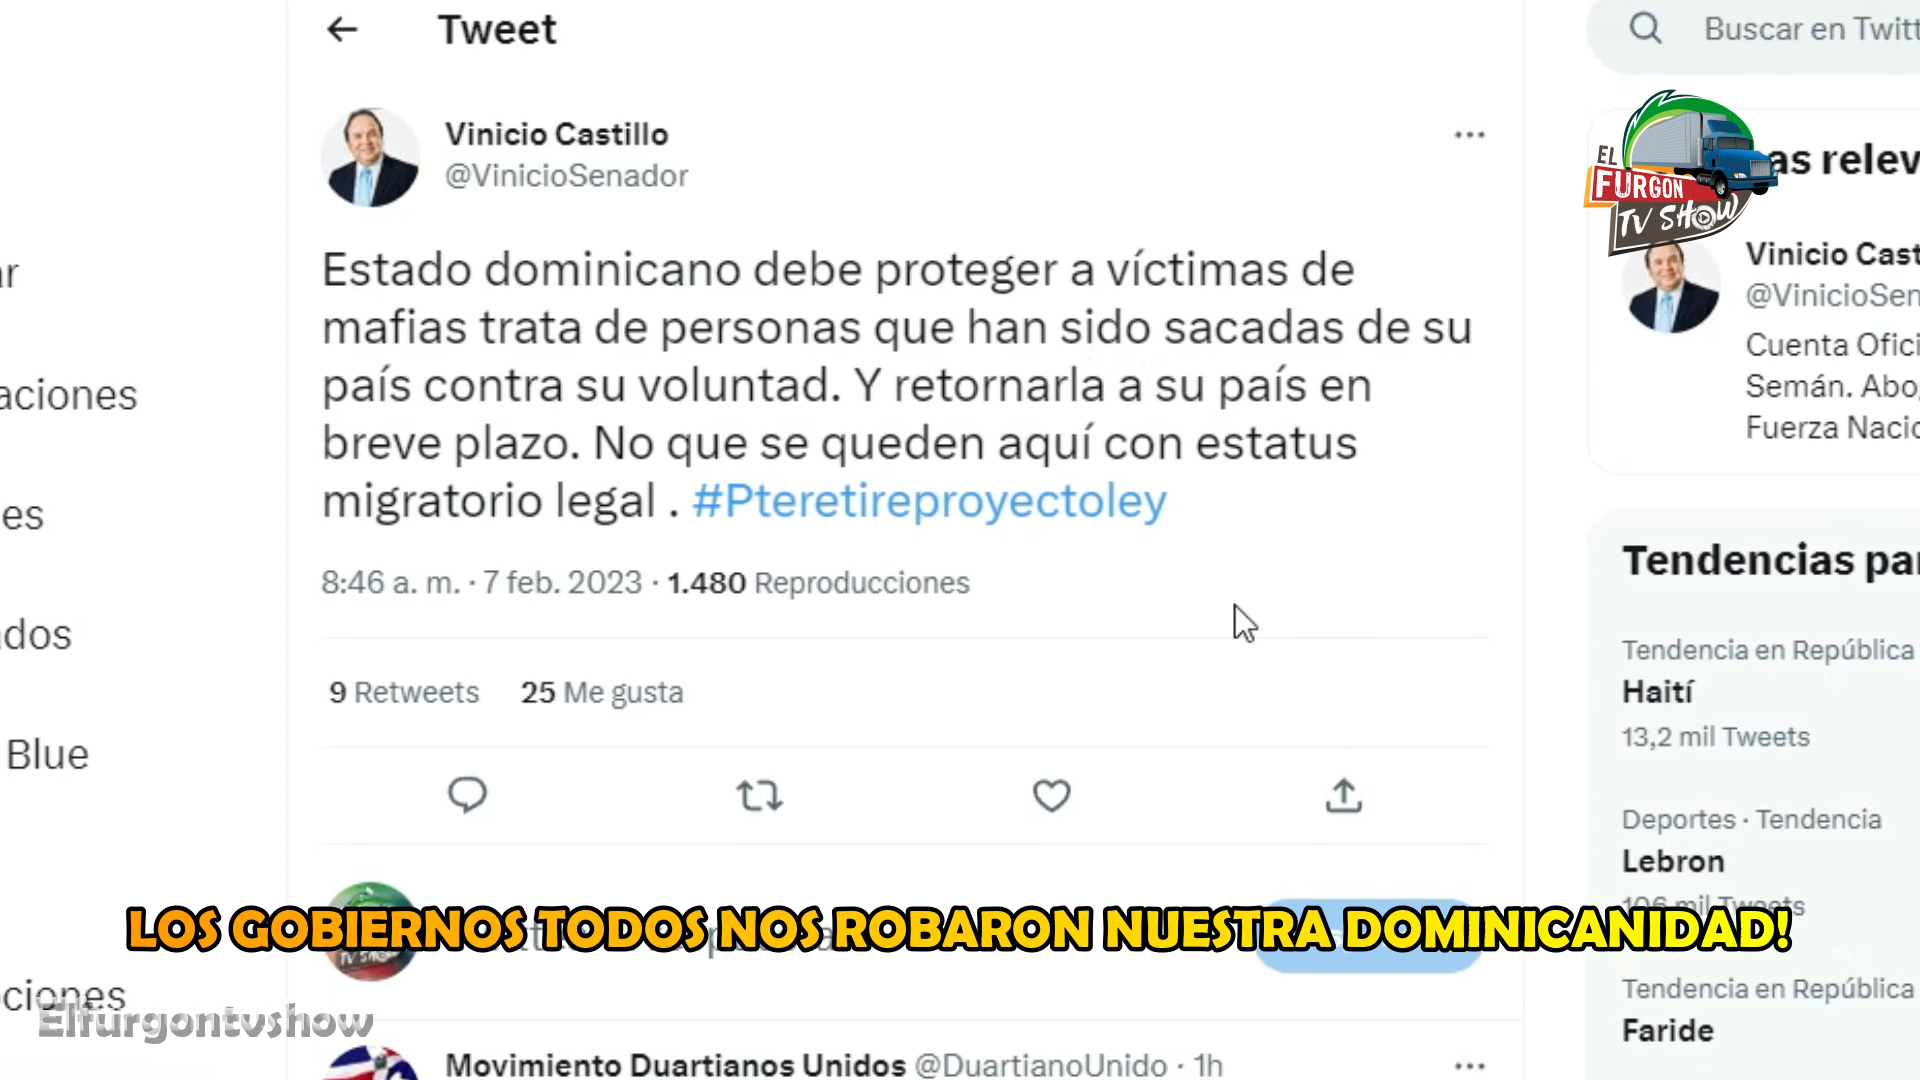 Tweet
Buscar en Twitt
Vinicio Castillo
@VinicioSenador
EL
FURGON
TV SHOW
as relev
Estado dominicano debe proteger a víctimas de
mafias trata de personas que han sido sacadas de su
país contra su voluntad. Y retornarla a su país en
breve plazo. No que se queden aquí con estatus
migratorio legal . #Pteretireproyectoley
8:46 a. m. · 7 feb. 2023 · 1.480 Reproducciones
9 Retweets 25 Me gusta
ar
aciones
es
dos
Blue
ciones
Vinicio Cast
@VinicioSen
Cuenta Ofici
Semán. Abo
Fuerza Nacio
Tendencias par
Tendencia en República
Haití
13,2 mil Tweets
Deportes · Tendencia
Lebron
106 mil Tweets
Tendencia en República
Faride
LOS GOBIERNOS TODOS NOS ROBARON NUESTRA DOMINICANIDAD!
Elfurgontvshow
Movimiento Duartianos Unidos @DuartianoUnido · 1h